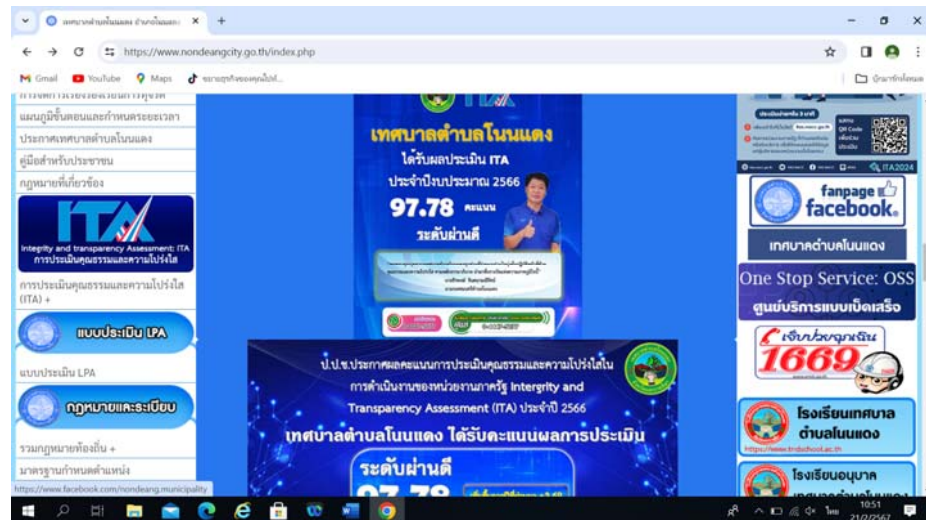 เทศบาลตำบลโนนแดง อำเภอโนนแดง
https://www.nondeangcity.go.th/index.php
Gmail
YouTube
Maps
แผนภูมิขั้นตอนและกำหนดระยะเวลา
ประกาศเทศบาลตำบลโนนแดง
คู่มือสำหรับประชาชน
กฎหมายที่เกี่ยวข้อง
ITA
Integrity and transparency Assessment: ITA
การประเมินคุณธรรมและความโปร่งใส
การประเมินคุณธรรมและความโปร่งใส
(ITA) +
แบบประเมิน LPA
แบบประเมิน LPA
กฎหมายและระเบียบ
รวมกฎหมายท้องถิ่น +
มาตรฐานกำหนดตำแหน่ง
https://www.facebook.com/nondeang.municipality
ITA
เทศบาลตำบลโนนแดง
ได้รับผลประเมิน ITA
ประจำปีงบประมาณ 2566
97.78 คะแนน
ระดับผ่านดี
ป.ป.ช.ประกาศผลคะแนนการประเมินคุณธรรมและความโปร่งใสใน
การดำเนินงานของหน่วยงานภาครัฐ Intergrity and
Transparency Assessment (ITA) ประจำปี 2566
เทศบาลตำบลโนนแดง ได้รับคะแนนผลการประเมิน
ระดับผ่านดี
97.78
QR Code
ITA2024
fanpage
facebook.
เทศบาลตำบลโนนแดง
One Stop Service: OSS
ศูนย์บริการแบบเบ็ดเสร็จ
เจ็บป่วยฉุกเฉิน
1669
โรงเรียนเทศบาล
ตำบลโนนแดง
https://www.tndschool.ac.th
โรงเรียนอนุบาล
เทศบาลตำบลโนนแดง
ไทย
10:51
21/2/2567